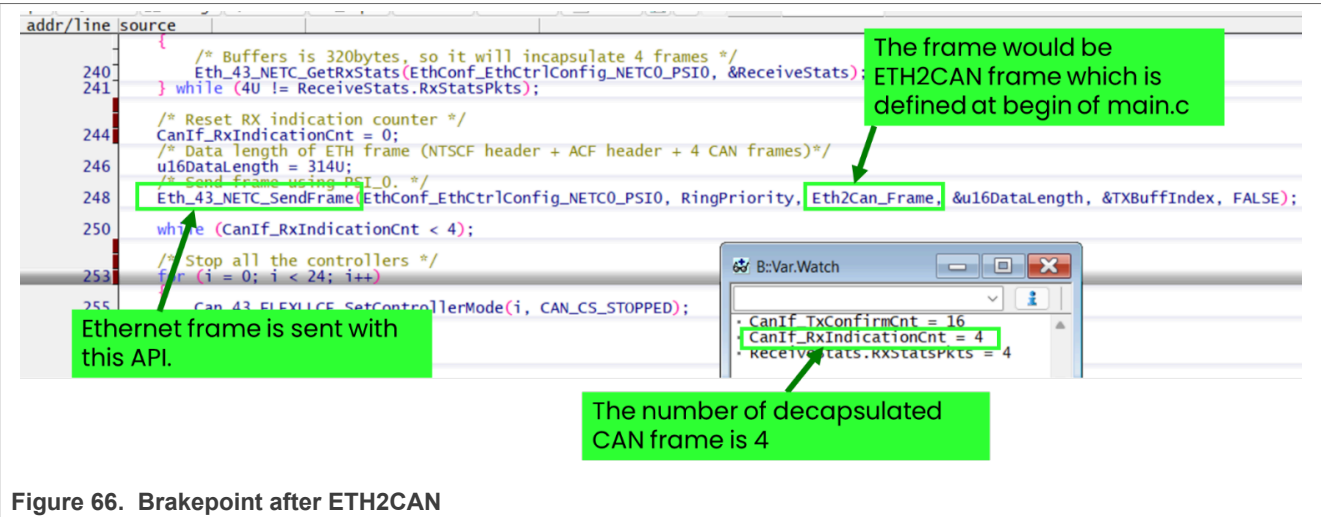 addr/line source
{
/* Buffers is 320bytes, so it will incapsulate 4 frames */
240 Eth_43_NETC_GetRxStats(EthConf_EthCtrlConfig_NETC0_PSI0, &ReceiveStats);
241 } while (4U != ReceiveStats.RxStatsPkts);
/* Reset RX indication counter */
244 CanIf_RxIndicationCnt = 0;
/* Data length of ETH frame (NTSCF header + ACF header + 4 CAN frames)*/
246 u16DataLength = 314U;
/* Send frame using PSI_0. */
248 Eth_43_NETC_SendFrame(EthConf_EthCtrlConfig_NETC0_PSI0, RingPriority, Eth2Can_Frame, &u16DataLength, &TXBuffIndex, FALSE);
250 while (CanIf_RxIndicationCnt < 4);
/* Stop all the controllers */
253 for (i = 0; i < 24; i++)
{
255 Can_43_FLEXLLCE_SetControllerMode(i, CAN_CS_STOPPED);
The frame would be
ETH2CAN frame which is
defined at begin of main.c
Ethernet frame is sent with
this API.
B::Var.Watch
CanIf_TxConfirmCnt = 16
CanIf_RxIndicationCnt = 4
ReceiveStats.RxStatsPkts = 4
The number of decapsulated
CAN frame is 4
Figure 66. Brakepoint after ETH2CAN